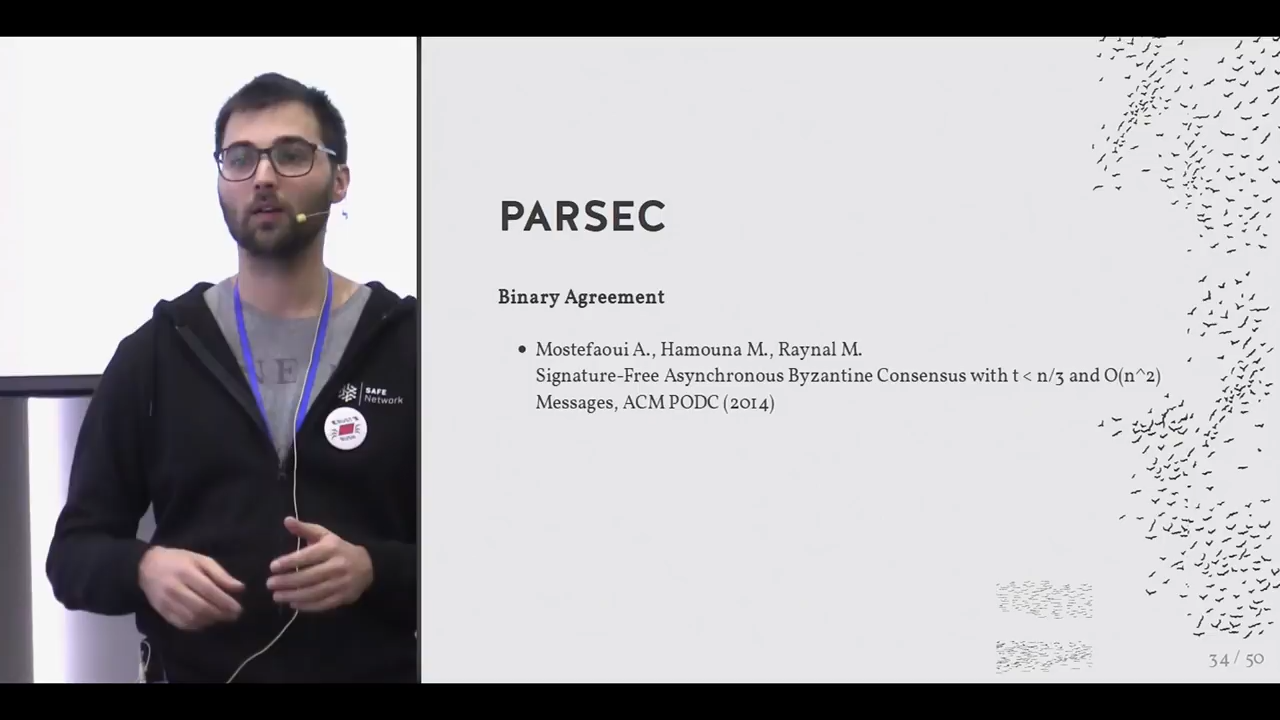 PARSEC
Binary Agreement
Mostefaoui A., Hamouna M., Raynal M.
Signature-Free Asynchronous Byzantine Consensus with t < n/3 and O(n^2)
Messages, ACM PODC (2014)
SAFE
Network
34 / 50